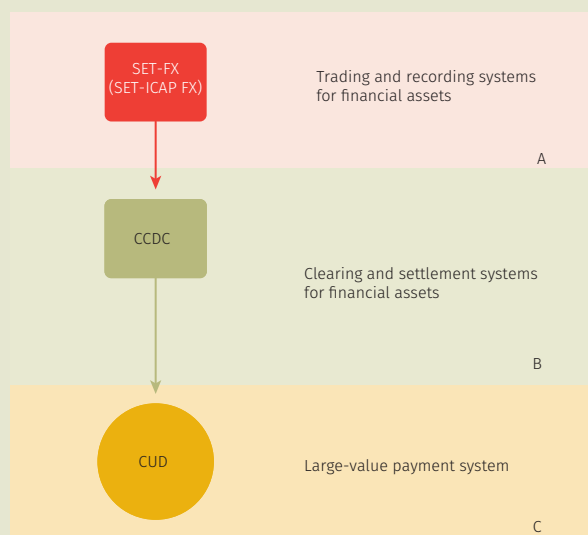 SET-FX
(SET-ICAP FX)
Trading and recording systems
for financial assets
A
CCDC
Clearing and settlement systems
for financial assets
B
CUD
Large-value payment system
C